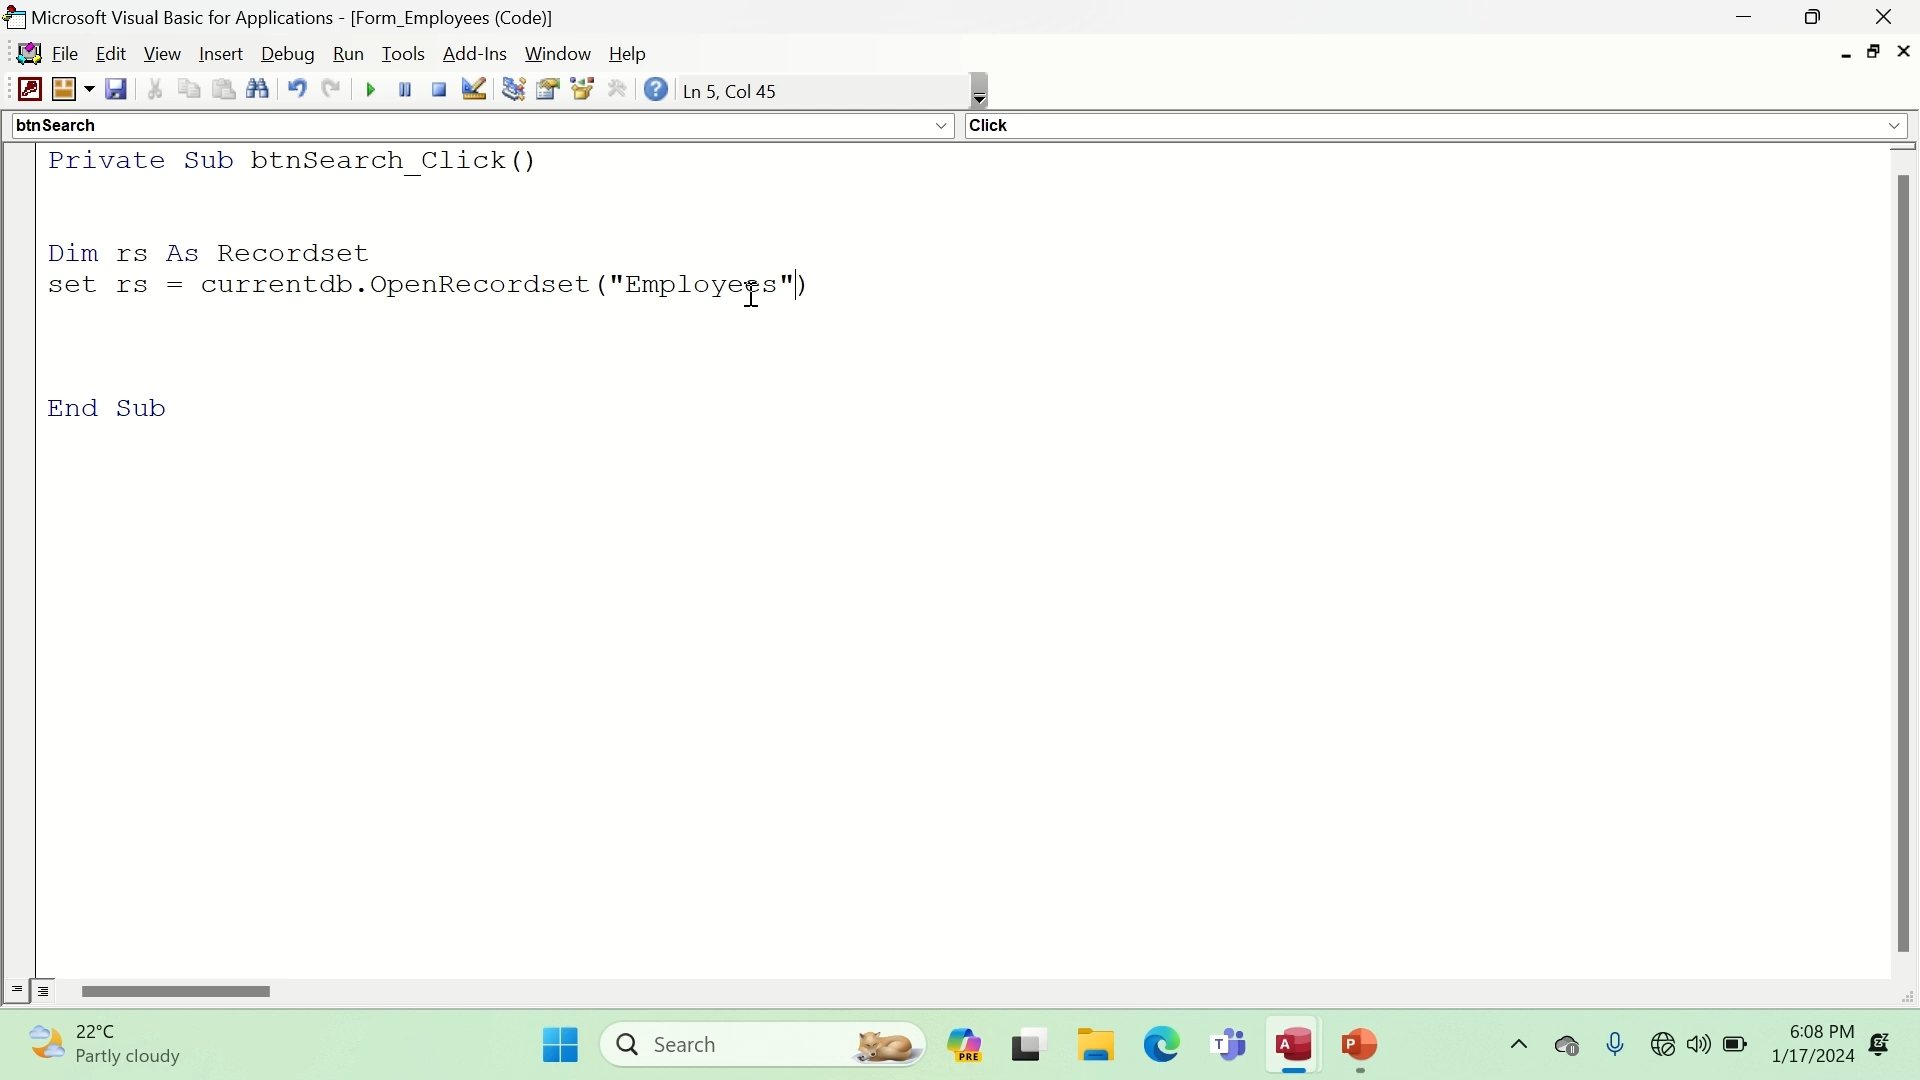 Microsoft Visual Basic for Applications - [Form_Employees (Code)]
File Edit View Insert Debug Run Tools Add-Ins Window Help
Ln 5, Col 45
btnSearch
Click
Private Sub btnSearch_Click()
Dim rs As Recordset
set rs = currentdb.OpenRecordset("Employees")
End Sub
22°C
Partly cloudy
Search
PRE
6:08 PM
1/17/2024